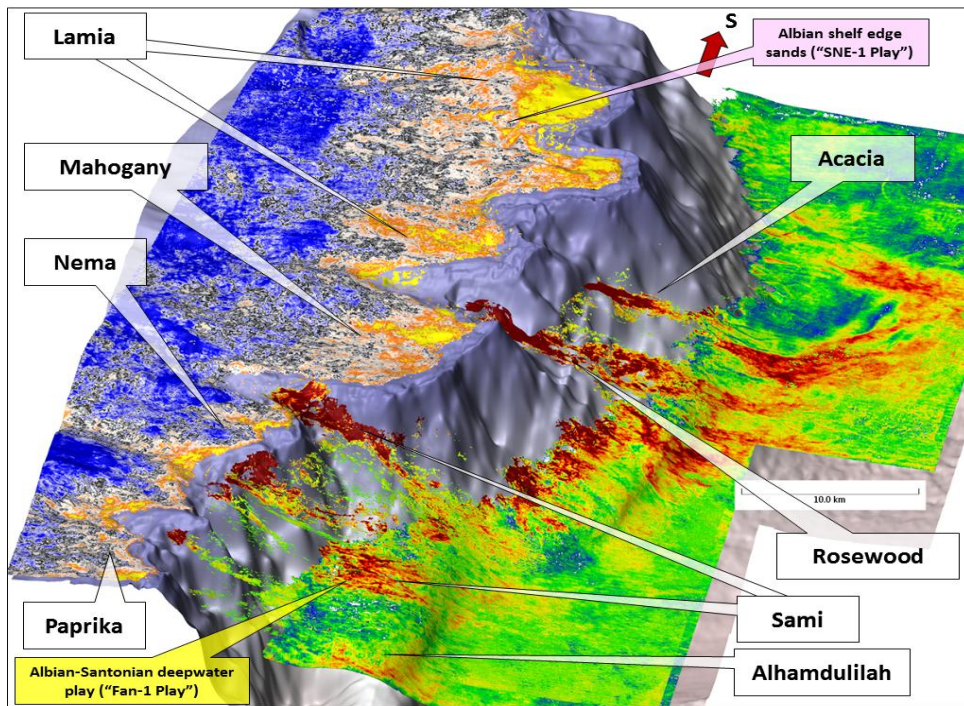 Lamia
S
Albian shelf edge
sands (“SNE-1 Play”)
Mahogany
Acacia
Nema
10.0 km
Rosewood
Paprika
Sami
Albian-Santonian deepwater
play (“Fan-1 Play”)
Alhamdulilah